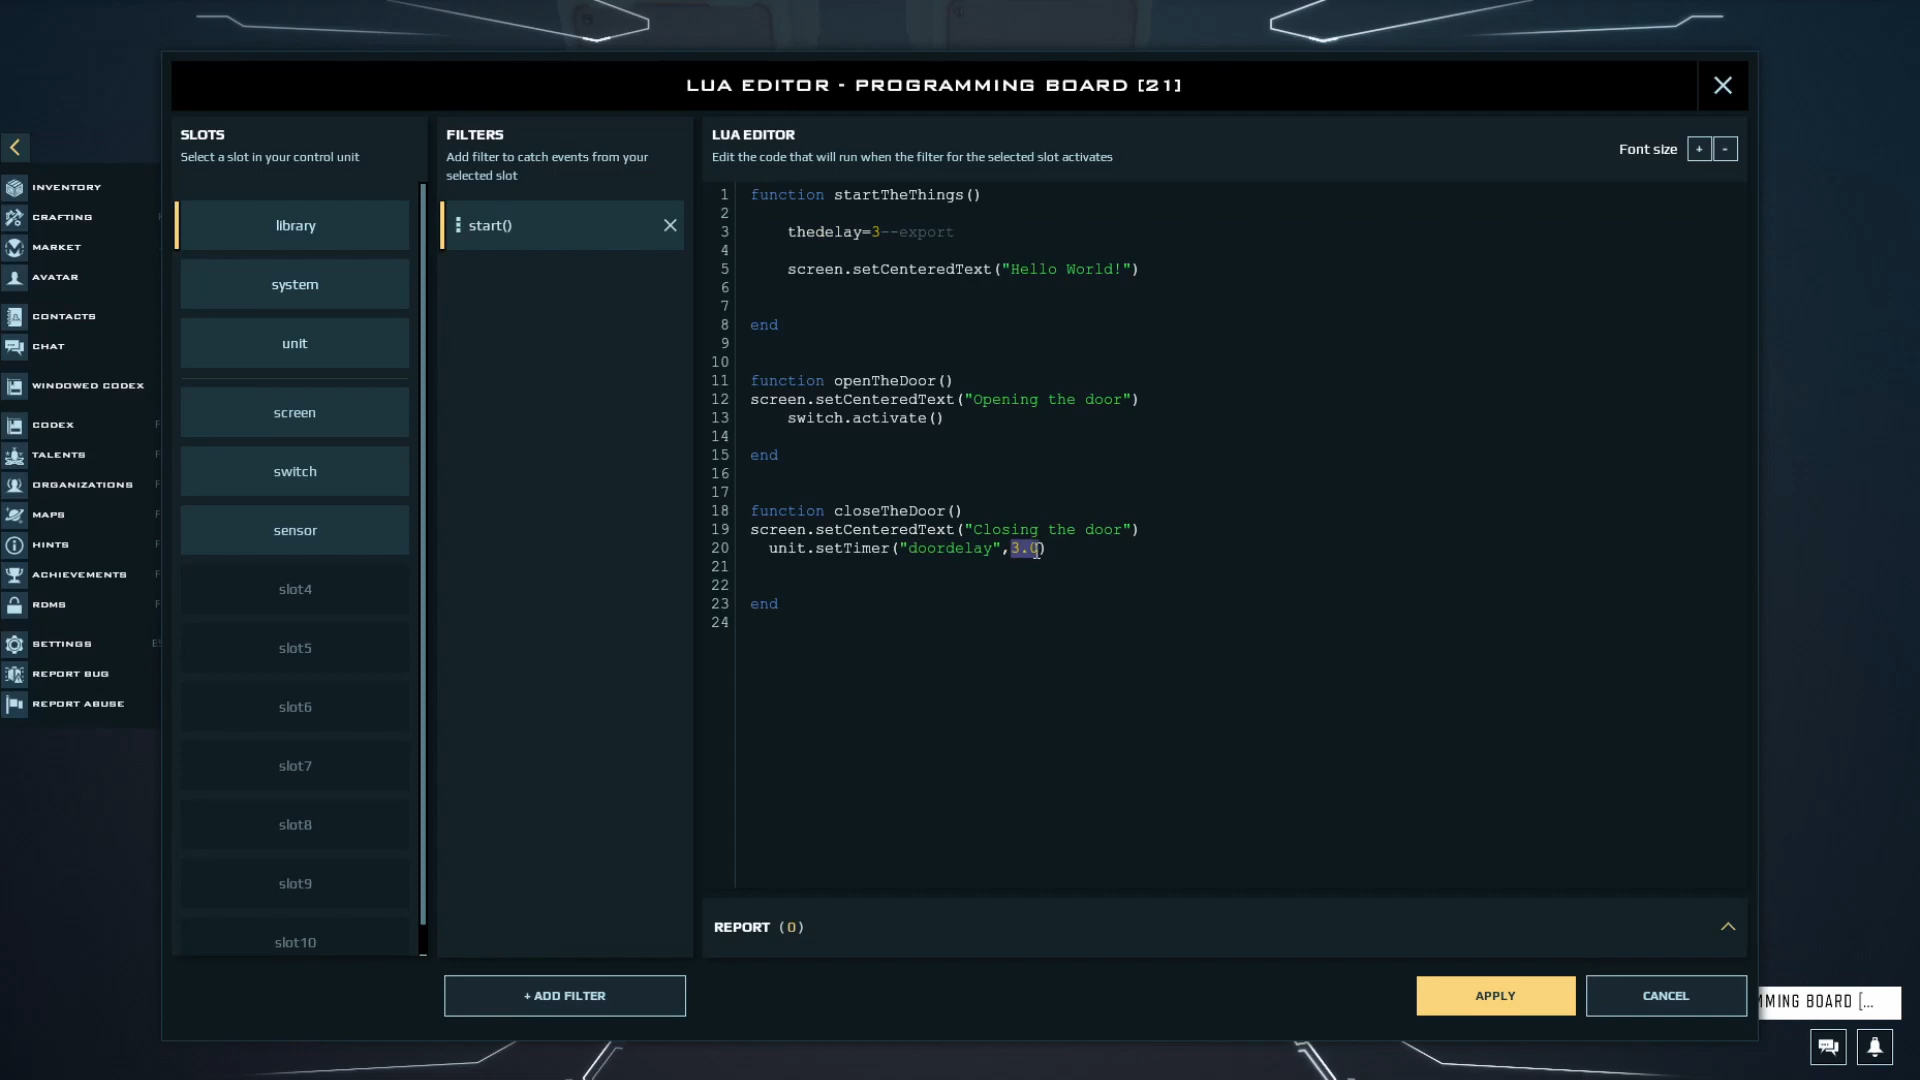 LUA EDITOR - PROGRAMMING BOARD [21]
INVENTORY
CRAFTING
MARKET
AVATAR
CONTACTS
CHAT
WINDOWED CODEX
CODEX F
TALENTS F
ORGANIZATIONS F
MAPS F
HINTS F
ACHIEVEMENTS F
RDMS F
SETTINGS
REPORT BUG
REPORT ABUSE
SLOTS
Select a slot in your control unit
library
system
unit
screen
switch
sensor
slot4
slot5
slot6
slot7
slot8
slot9
slot10
FILTERS
Add filter to catch events from your
selected slot
start()
+ ADD FILTER
LUA EDITOR
Edit the code that will run when the filter for the selected slot activates
Font size + -
1 function startTheThings()
2
3 thedelay=3--export
4
5 screen.setCenteredText("Hello World!")
6
7
8 end
9
10
11 function openTheDoor()
12 screen.setCenteredText("Opening the door")
13 switch.activate()
14
15 end
16
17
18 function closeTheDoor()
19 screen.setCenteredText("Closing the door")
20 unit.setTimer("doordelay",3.0)
21
22
23 end
24
REPORT (0)
APPLY
CANCEL
MMING BOARD [...